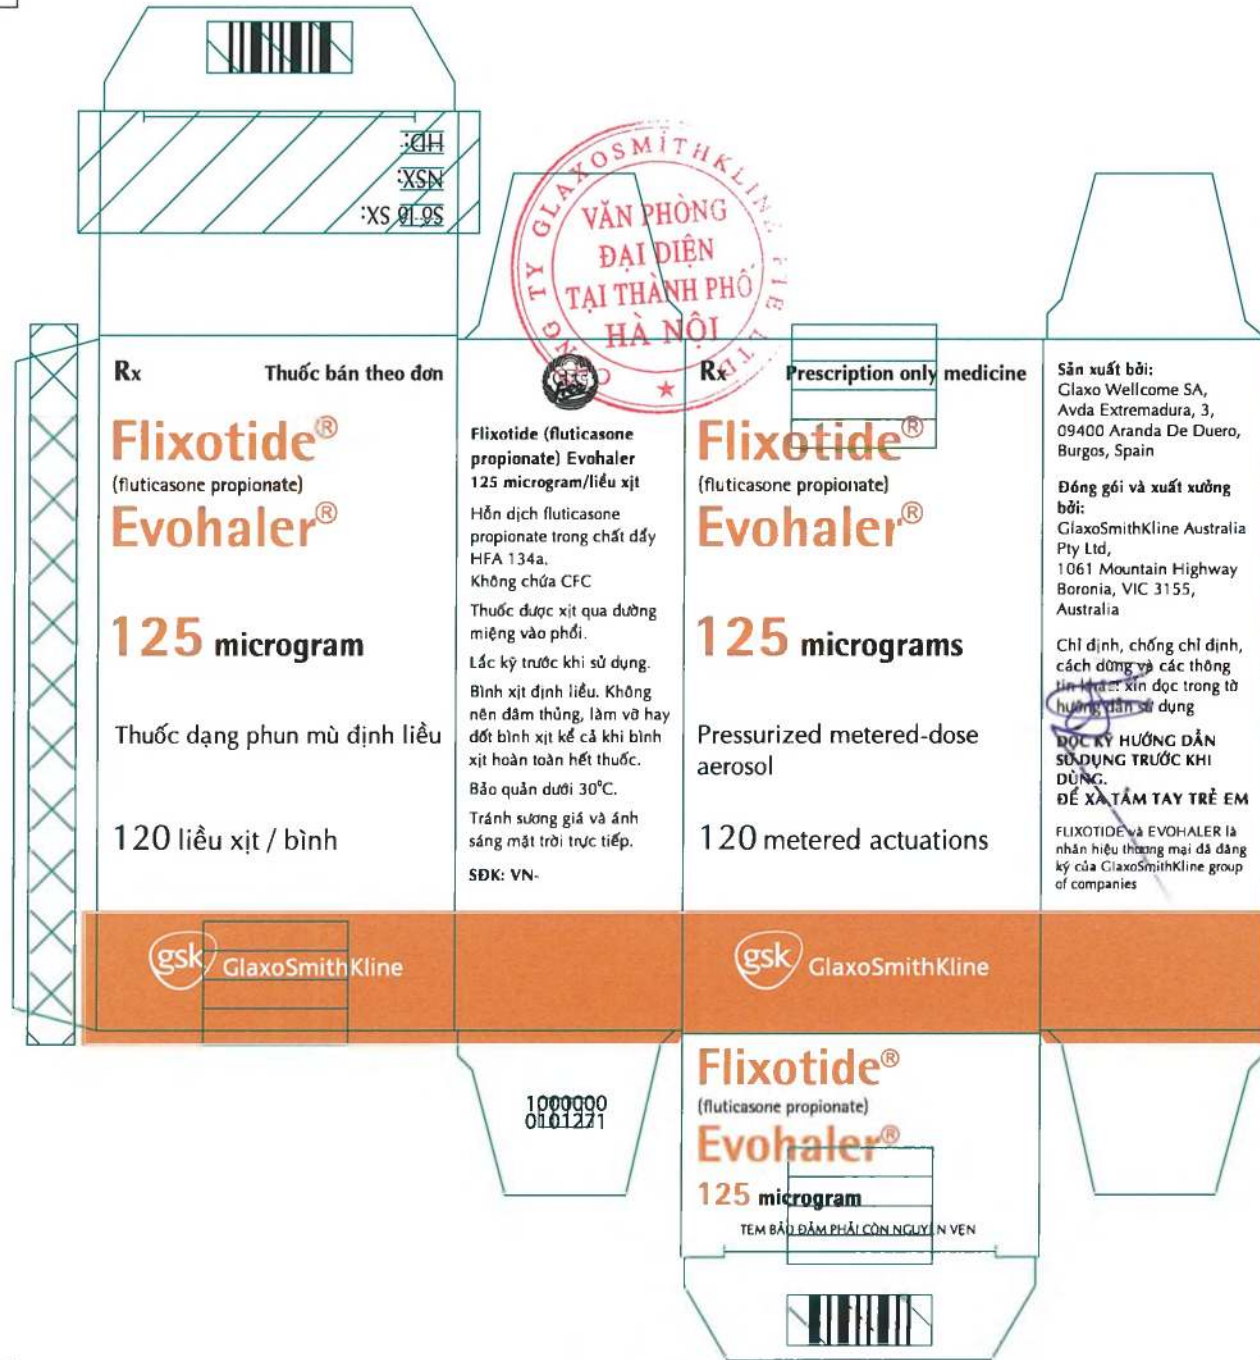 HD:
NSX:
Số lô SX:
CÔNG TY GLAXOSMITHKLINE PTE LTD
VĂN PHÒNG
ĐẠI DIỆN
TẠI THÀNH PHỐ
HÀ NỘI
Rx Thuốc bán theo đơn
Flixotide®
(fluticasone propionate)
Evohaler®
125 microgram
Thuốc dạng phun mù định liều
120 liều xịt / bình
gsk GlaxoSmithKline
Flixotide (fluticasone
propionate) Evohaler
125 microgram/liều xịt
Hỗn dịch fluticasone
propionate trong chất đẩy
HFA 134a.
Không chứa CFC
Thuốc được xịt qua đường
miệng vào phổi.
Lắc kỹ trước khi sử dụng.
Bình xịt định liều. Không
nên đâm thủng, làm vỡ hay
đốt bình xịt kể cả khi bình
xịt hoàn toàn hết thuốc.
Bảo quản dưới 30°C.
Tránh sương giá và ánh
sáng mặt trời trực tiếp.
SĐK: VN-
1000000
0101271
Rx Prescription only medicine
Flixotide®
(fluticasone propionate)
Evohaler®
125 micrograms
Pressurized metered-dose
aerosol
120 metered actuations
gsk GlaxoSmithKline
Flixotide®
(fluticasone propionate)
Evohaler®
125 microgram
TEM BẢO ĐẢM PHẢI CÒN NGUYÊN VẸN
Sản xuất bởi:
Glaxo Wellcome SA,
Avda Extremadura, 3,
09400 Aranda De Duero,
Burgos, Spain
Đóng gói và xuất xưởng
bởi:
GlaxoSmithKline Australia
Pty Ltd,
1061 Mountain Highway
Boronia, VIC 3155,
Australia
Chỉ định, chống chỉ định,
cách dùng và các thông
tin khác: xin đọc trong tờ
hướng dẫn sử dụng
ĐỌC KỸ HƯỚNG DẪN
SỬ DỤNG TRƯỚC KHI
DÙNG.
ĐỂ XA TẦM TAY TRẺ EM
FLIXOTIDE và EVOHALER là
nhãn hiệu thương mại đã đăng
ký của GlaxoSmithKline group
of companies